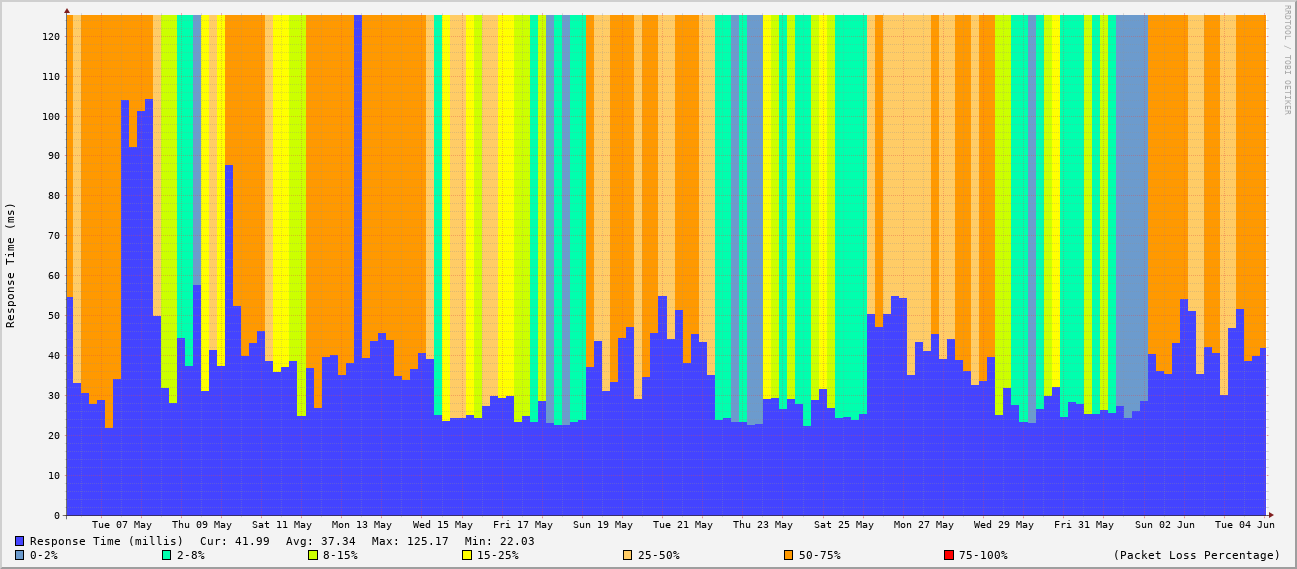 RRDTOOL / TOBI OETIKER
Response Time (ms)
120
110
100
90
80
70
60
50
40
30
20
10
0
Tue 07 May Thu 09 May Sat 11 May Mon 13 May Wed 15 May Fri 17 May Sun 19 May Tue 21 May Thu 23 May Sat 25 May Mon 27 May Wed 29 May Fri 31 May Sun 02 Jun Tue 04 Jun
Response Time (millis) Cur: 41.99 Avg: 37.34 Max: 125.17 Min: 22.03
0-2% 2-8% 8-15% 15-25% 25-50% 50-75% 75-100% (Packet Loss Percentage)